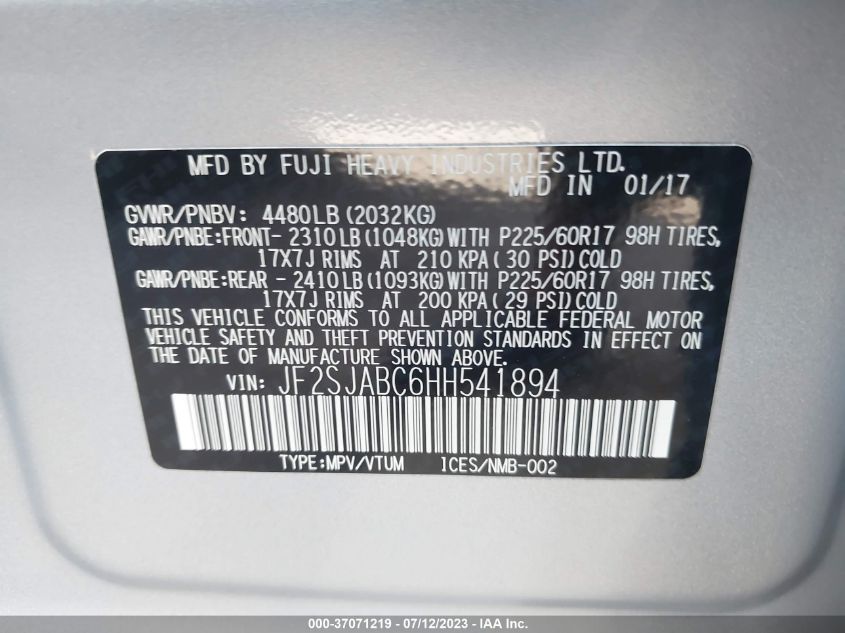 MFD BY FUJI HEAVY INDUSTRIES LTD.
MFD IN 01/17
GVWR/PNBV: 4480LB (2032KG)
GAWR/PNBE:FRONT- 2310LB (1048KG) WITH P225/60R17 98H TIRES,
17X7J RIMS AT 210 KPA ( 30 PSI) COLD
GAWR/PNBE:REAR - 2410LB (1093KG) WITH P225/60R17 98H TIRES,
17X7J RIMS AT 200 KPA ( 29 PSI) COLD
THIS VEHICLE CONFORMS TO ALL APPLICABLE FEDERAL MOTOR
VEHICLE SAFETY AND THEFT PREVENTION STANDARDS IN EFFECT ON
THE DATE OF MANUFACTURE SHOWN ABOVE.
VIN: JF2SJABC6HH541894
TYPE:MPV/VTUM ICES/NMB-002
000-37071219 - 07/12/2023 - IAA Inc.